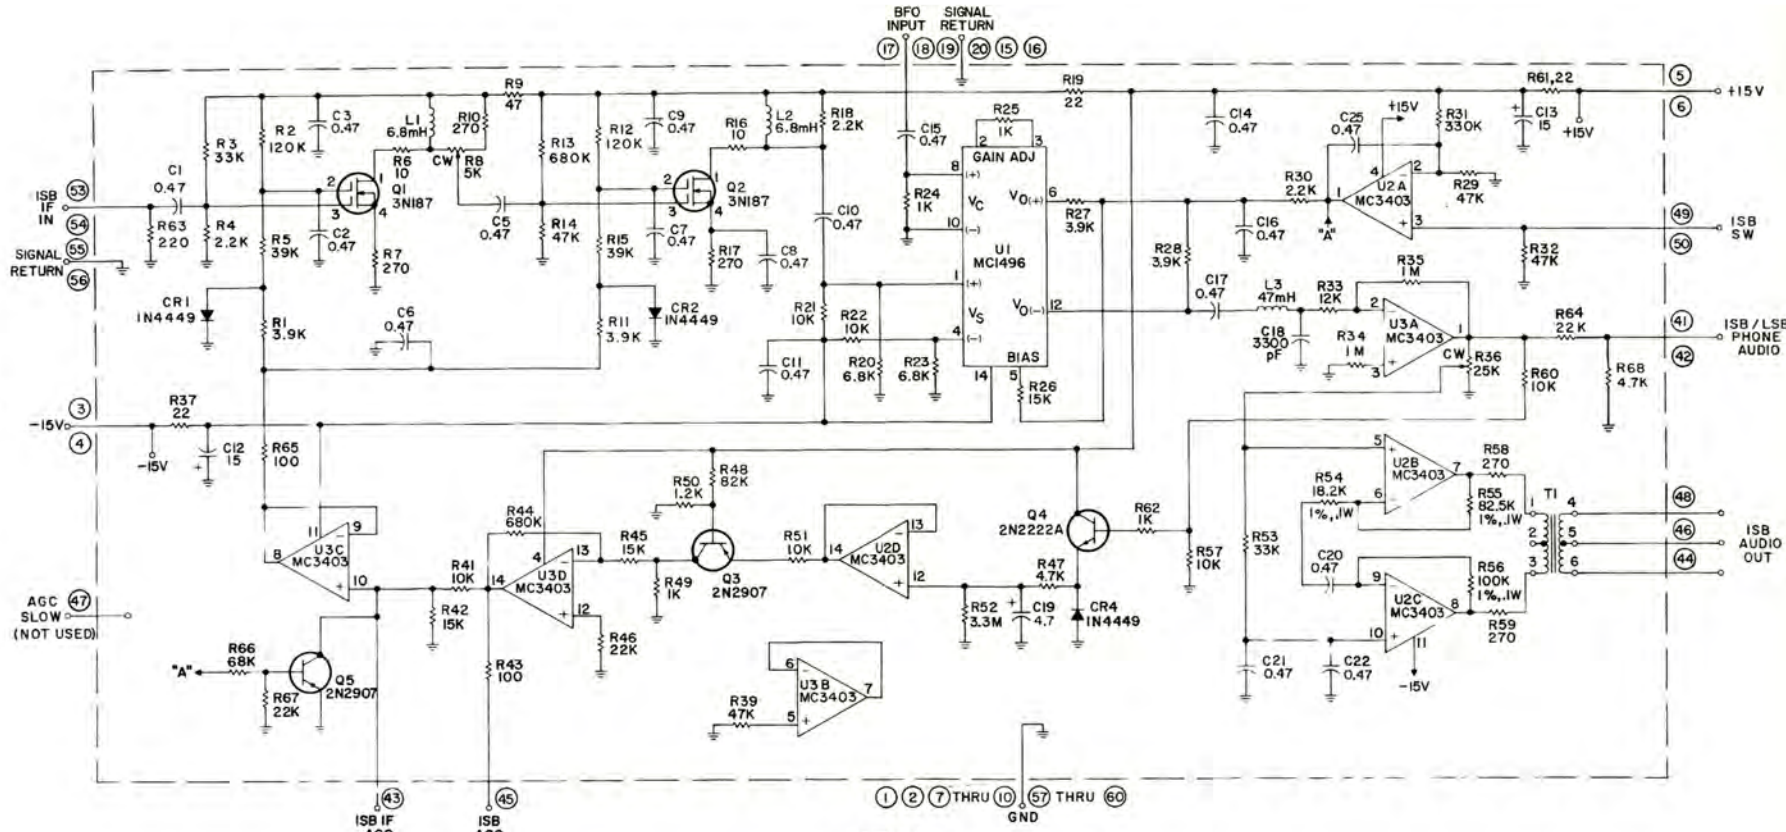 BFO INPUT
SIGNAL RETURN
17 18 19 20 15 16
ISB IF IN
53
54
SIGNAL RETURN
55
56
C1 0.47
R63 220
R3 33K
R4 2.2K
R2 120K
R5 39K
CR1 1N4449
R1 3.9K
C3 0.47
C2 0.47
L1 6.8mH
R6 10
R10 270
CW
R8 5K
2
3
1
4
Q1 3N187
R7 270
C6 0.47
R9 47
C5 0.47
R13 680K
R14 47K
R12 120K
R15 39K
R11 3.9K
C9 0.47
C7 0.47
CR2 1N4449
R16 10
2
3
1
4
Q2 3N187
R17 270
C8 0.47
L2 6.8mH
R18 2.2K
C10 0.47
R21 10K
R22 10K
C11 0.47
R20 6.8K
R23 6.8K
C15 0.47
R24 1K
R25 1K
2
3
GAIN ADJ
8 (+)
VC
10 (-)
U1 MC1496
1 (+)
VS
4 (-)
VO(+) 6
VO(-) 12
BIAS
14
5
R26 15K
R27 3.9K
R28 3.9K
R19 22
C14 0.47
C16 0.47
R30 2.2K
"A"
C25 0.47
+15V
R31 330K
4
1
2
3
U2A MC3403
R29 47K
R32 47K
C13 15
+
R61, 22
+15V
5
6
+15V
49
50
ISB SW
C17 0.47
L3 47mH
C18 3300 pF
R33 12K
R35 1M
R34 1M
2
3
1
U3A MC3403
CW
R36 25K
R60 10K
R64 22K
R68 4.7K
41
42
ISB/LSB PHONE AUDIO
-15V
3
4
R37 22
-15V
C12 15
+
R65 100
8
11
9
10
U3C MC3403
R41 10K
R42 15K
R43 100
R44 680K
14
4
13
12
U3D MC3403
R45 15K
R46 22K
R49 1K
R50 1.2K
R48 82K
Q3 2N2907
R51 10K
14
13
12
U2D MC3403
R52 3.3M
C19 4.7
+
R47 4.7K
CR4 1N4449
Q4 2N2222A
R62 1K
R57 10K
R53 33K
5
6
7
U2B MC3403
R54 18.2K 1%,.1W
R55 82.5K 1%,.1W
R58 270
C20 0.47
9
10
8
11
U2C MC3403
R56 100K 1%,.1W
R59 270
-15V
C21 0.47
C22 0.47
T1
1
2
3
4
5
6
48
46
44
ISB AUDIO OUT
AGC SLOW (NOT USED)
47
"A"
R66 68K
R67 22K
Q5 2N2907
R39 47K
6
5
7
U3B MC3403
43
ISB IF
45
ISB
1 2 7 THRU 10 57 THRU 60
GND